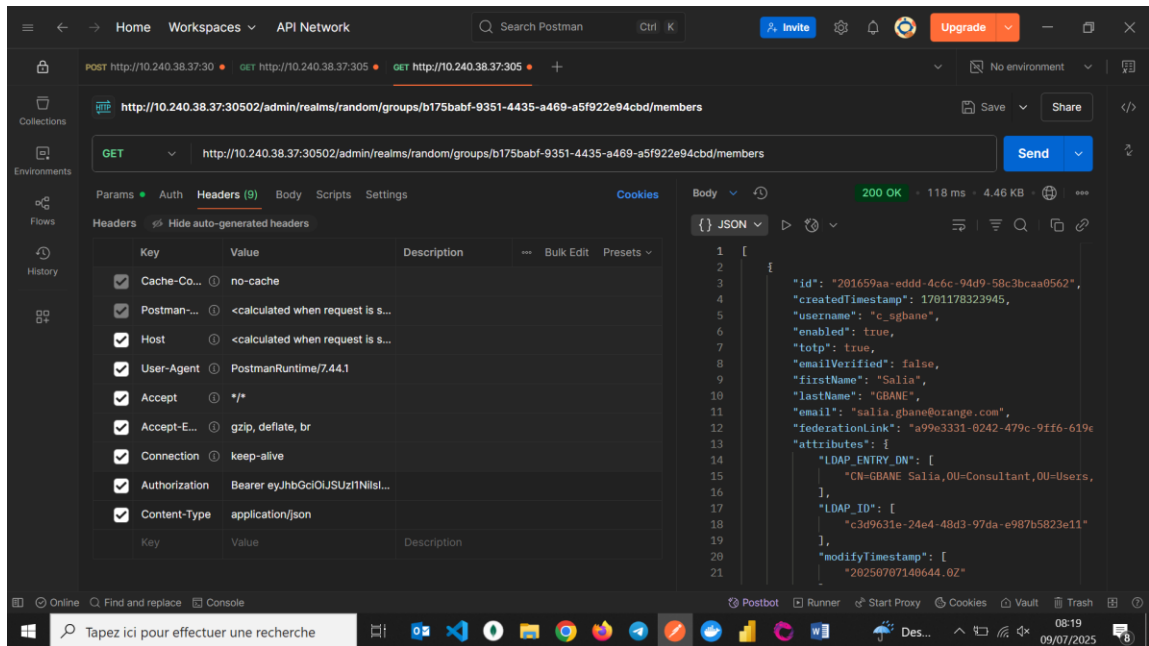 Home Workspaces API Network Search Postman Ctrl K Invite Upgrade
POST http://10.240.38.37:30 GET http://10.240.38.37:305 GET http://10.240.38.37:305 No environment
HTTP http://10.240.38.37:30502/admin/realms/random/groups/b175babf-9351-4435-a469-a5f922e94cbd/members Save Share
Collections
GET http://10.240.38.37:30502/admin/realms/random/groups/b175babf-9351-4435-a469-a5f922e94cbd/members Send
Environments
Params Auth Headers (9) Body Scripts Settings Cookies Body 200 OK 118 ms 4.46 KB
Flows
Headers Hide auto-generated headers {} JSON
History
Key Value Description Bulk Edit Presets
Cache-Co... no-cache
Postman-... <calculated when request is s...
Host <calculated when request is s...
User-Agent PostmanRuntime/7.44.1
Accept */*
Accept-E... gzip, deflate, br
Connection keep-alive
Authorization Bearer eyJhbGciOiJSUzI1NiIsI...
Content-Type application/json
Key Value Description
1 [
2 {
3 "id": "201659aa-eddd-4c6c-94d9-58c3bcaa0562",
4 "createdTimestamp": 1701178323945,
5 "username": "c_sgbane",
6 "enabled": true,
7 "totp": true,
8 "emailVerified": false,
9 "firstName": "Salia",
10 "lastName": "GBANE",
11 "email": "salia.gbane@orange.com",
12 "federationLink": "a99e3331-0242-479c-9ff6-619e
13 "attributes": {
14 "LDAP_ENTRY_DN": [
15 "CN=GBANE Salia,OU=Consultant,OU=Users,
16 ],
17 "LDAP_ID": [
18 "c3d9631e-24e4-48d3-97da-e987b5823e11"
19 ],
20 "modifyTimestamp": [
21 "20250707140644.0Z"
Online Find and replace Console Postbot Runner Start Proxy Cookies Vault Trash
Tapez ici pour effectuer une recherche Des... 08:19
09/07/2025 8